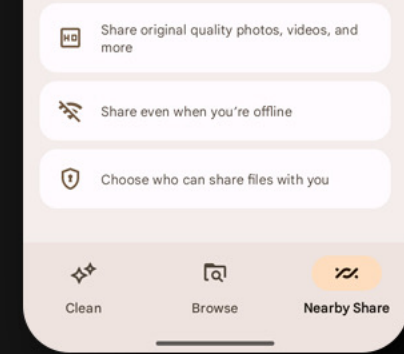 HD
Share original quality photos, videos, and
more
Share even when you're offline
Choose who can share files with you
Clean
Browse
Nearby Share